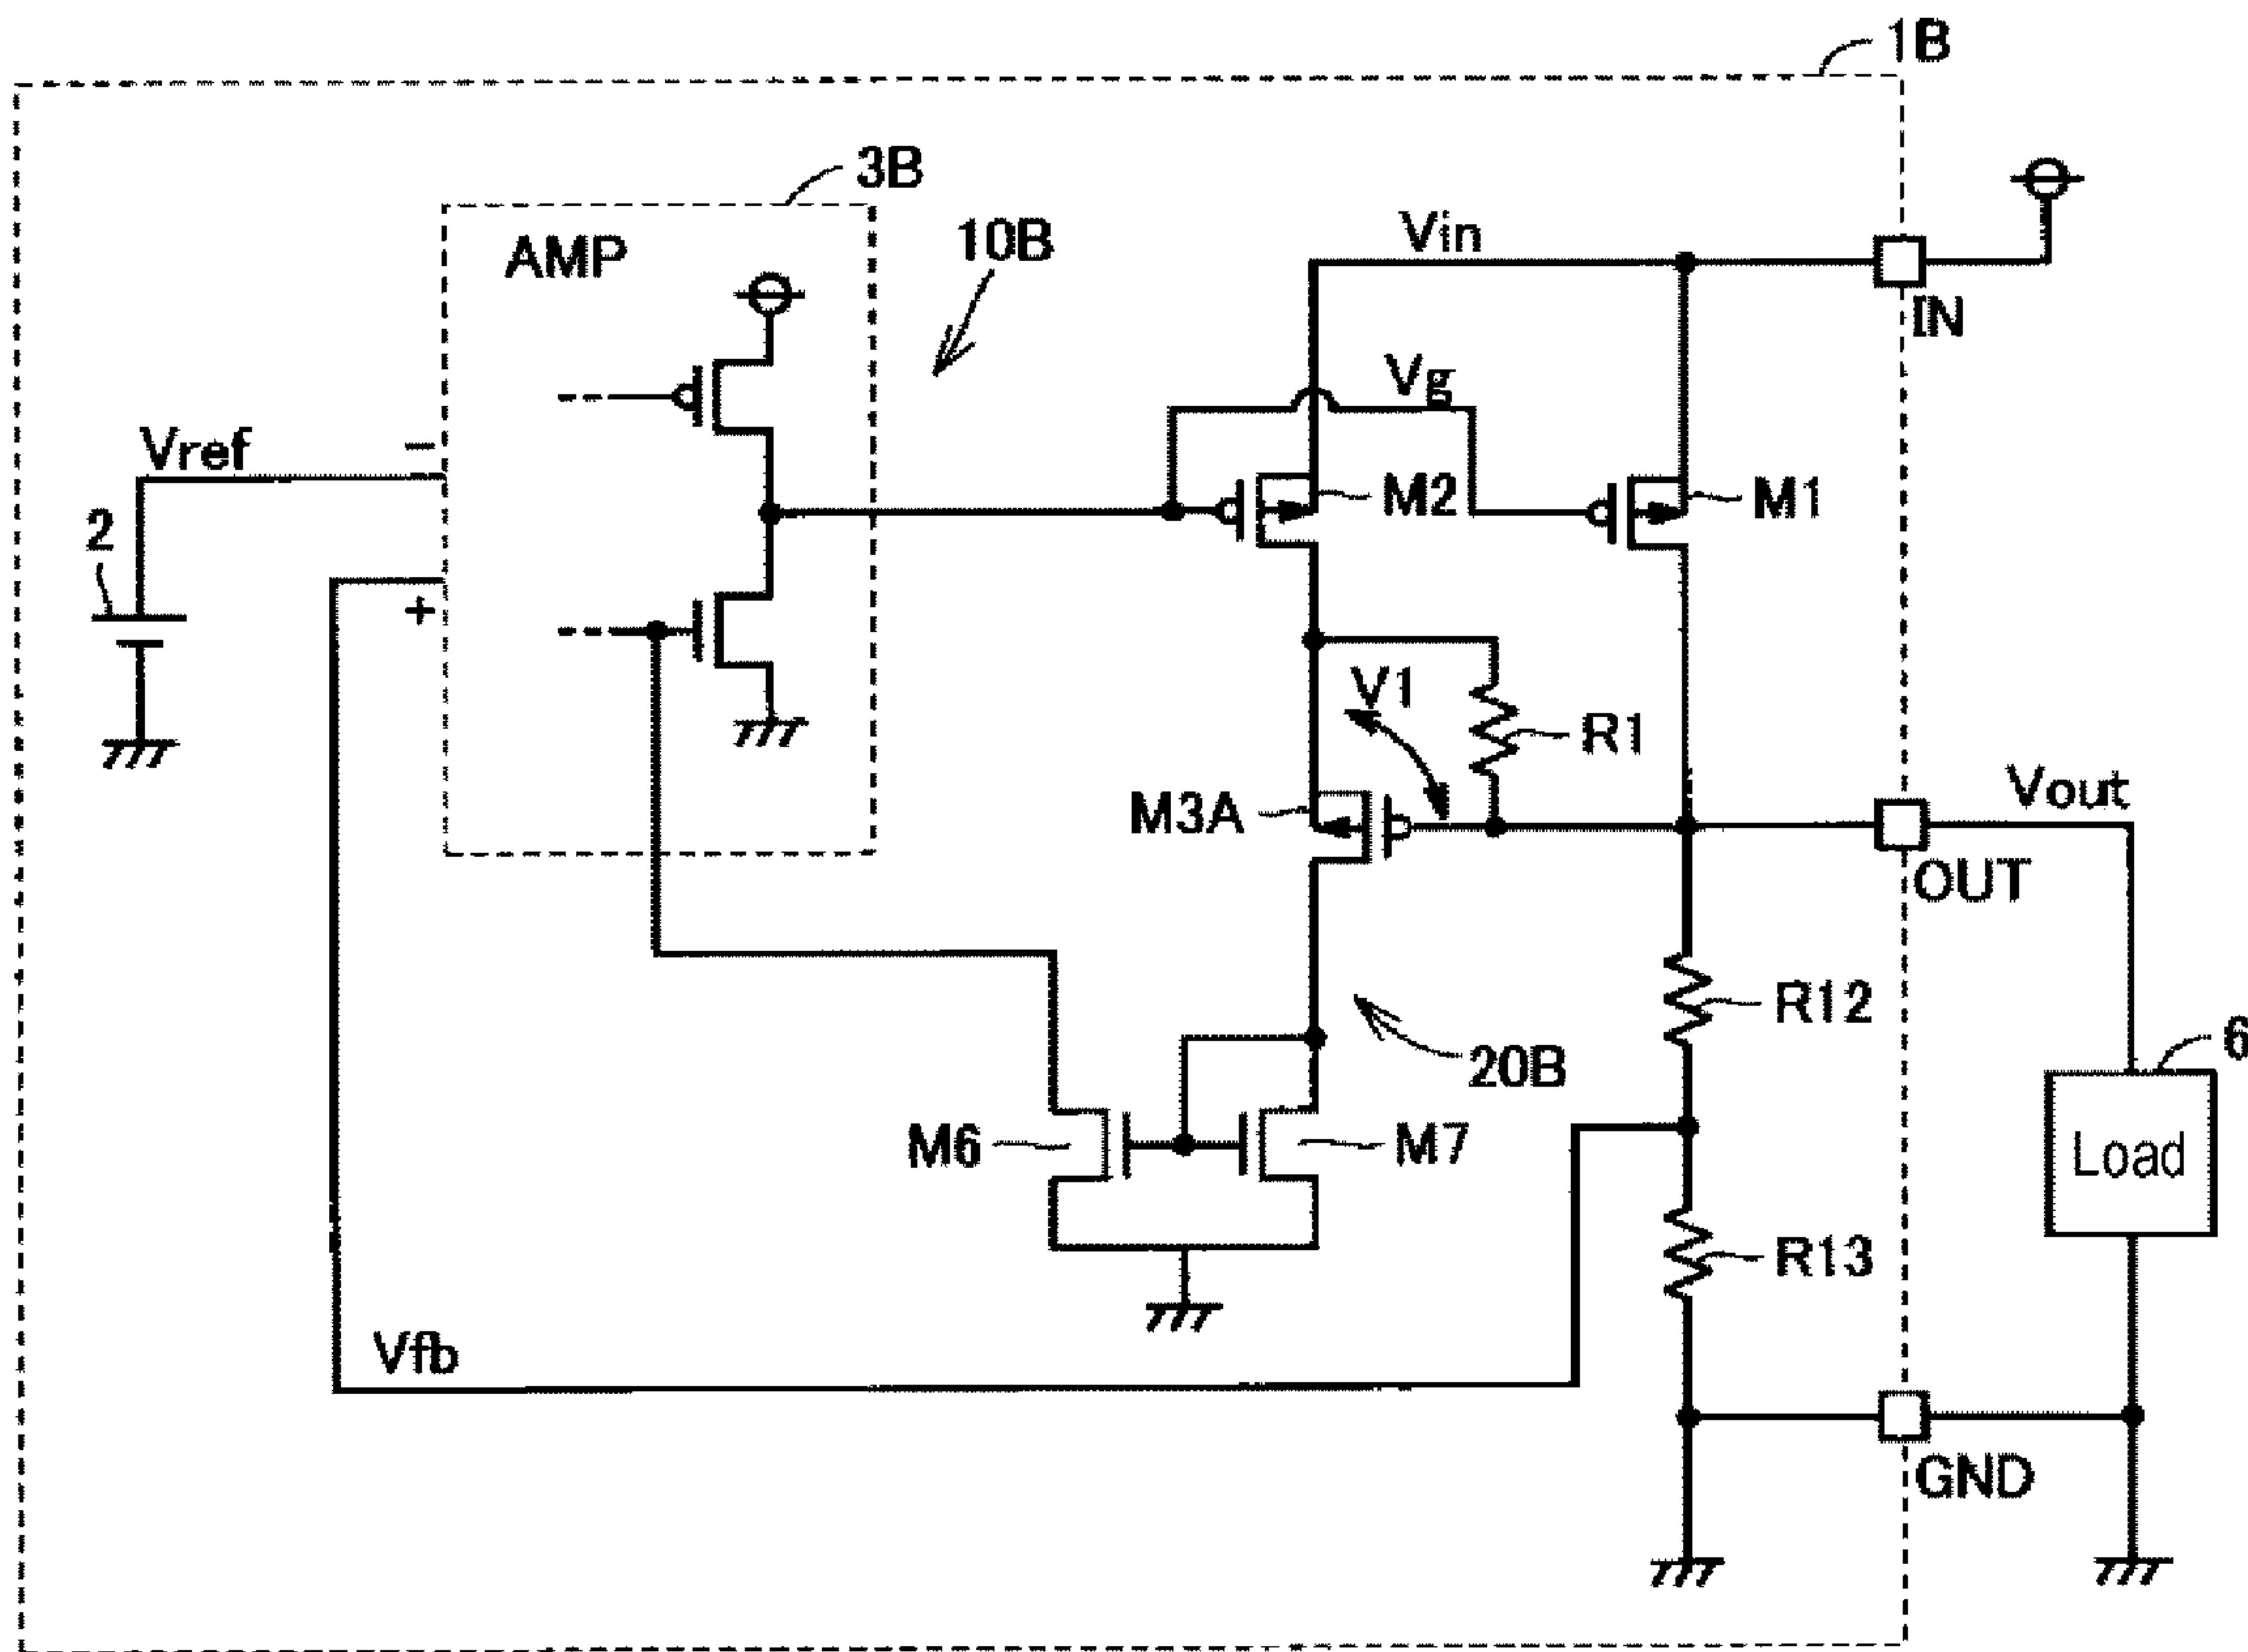 1B
3B
AMP
10B
Vin
IN
Vg
Vref
−
M2
M1
2
+
V1
R1
M3A
Vout
OUT
R12
20B
6
M6
M7
Load
R13
Vfb
GND